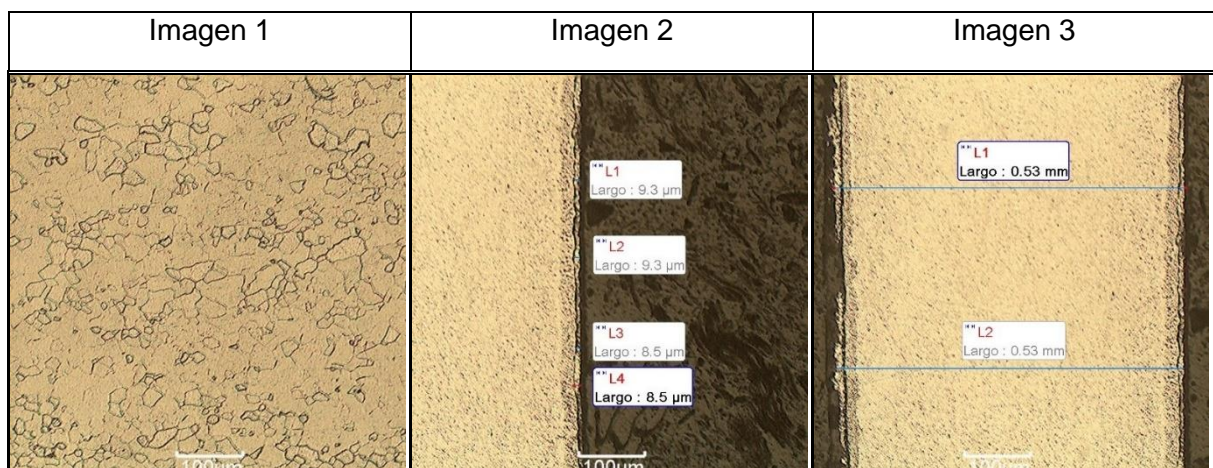 Imagen 1
Imagen 2
Imagen 3
L1
Largo : 9.3 µm
L2
Largo : 9.3 µm
L3
Largo : 8.5 µm
L4
Largo : 8.5 µm
L1
Largo : 0.53 mm
L2
Largo : 0.53 mm
100µm
100µm
100µm